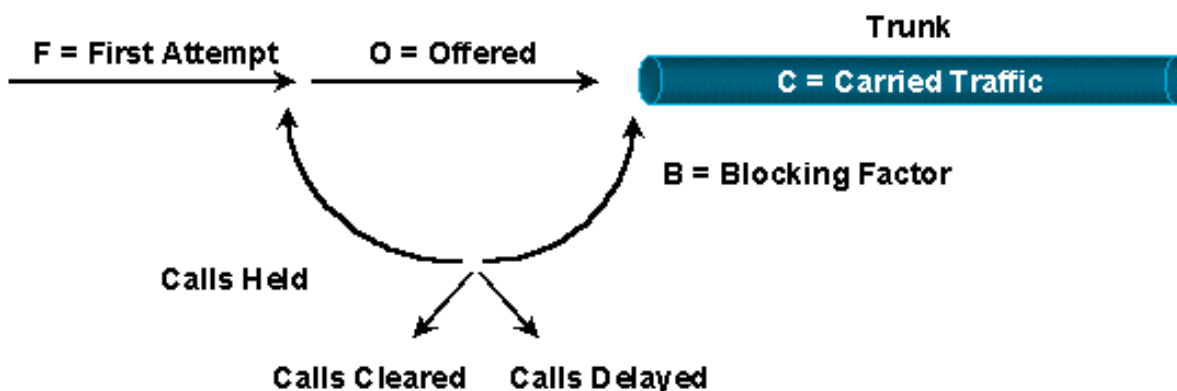 Trunk
F = First Attempt
O = Offered
C = Carried Traffic
B = Blocking Factor
Calls Held
Calls Cleared
Calls Delayed